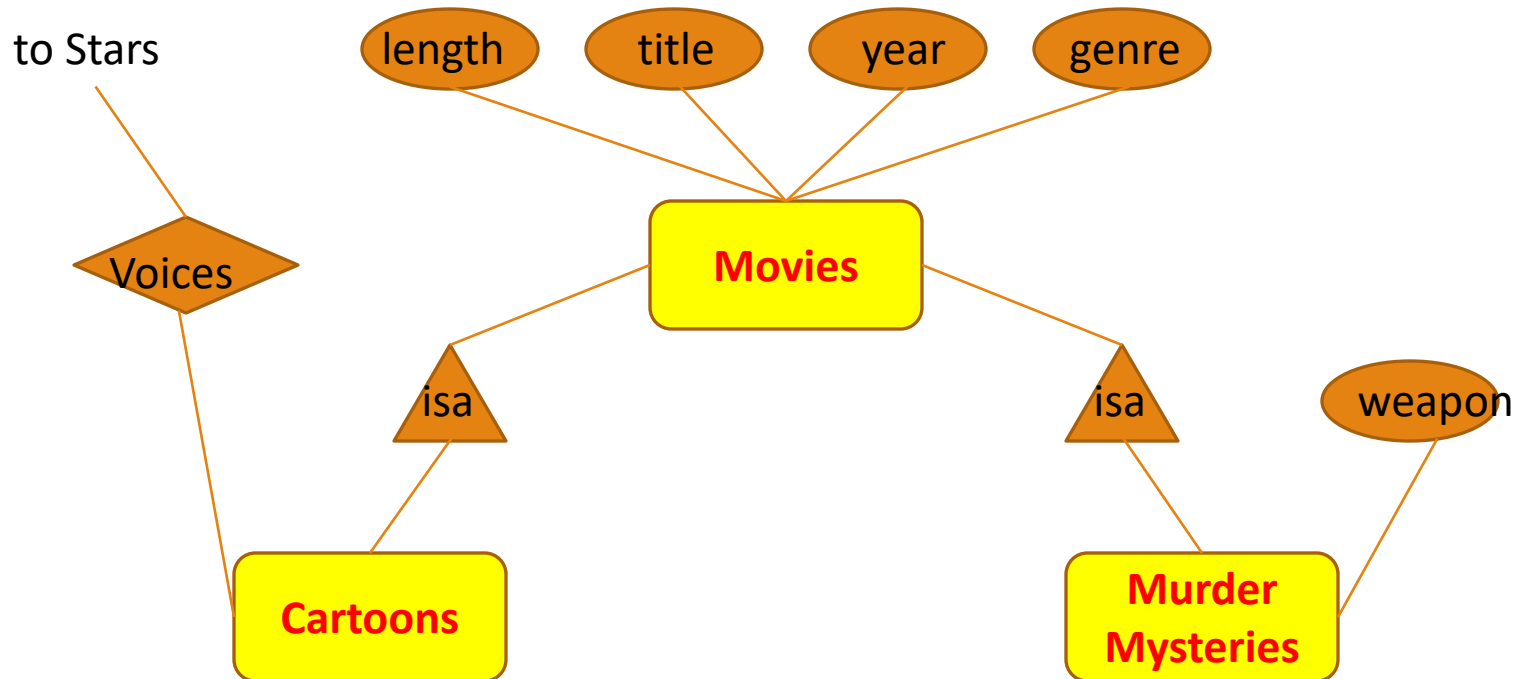 to Stars
length
title
year
genre
Voices
Movies
isa
isa
weapon
Cartoons
Murder
Mysteries